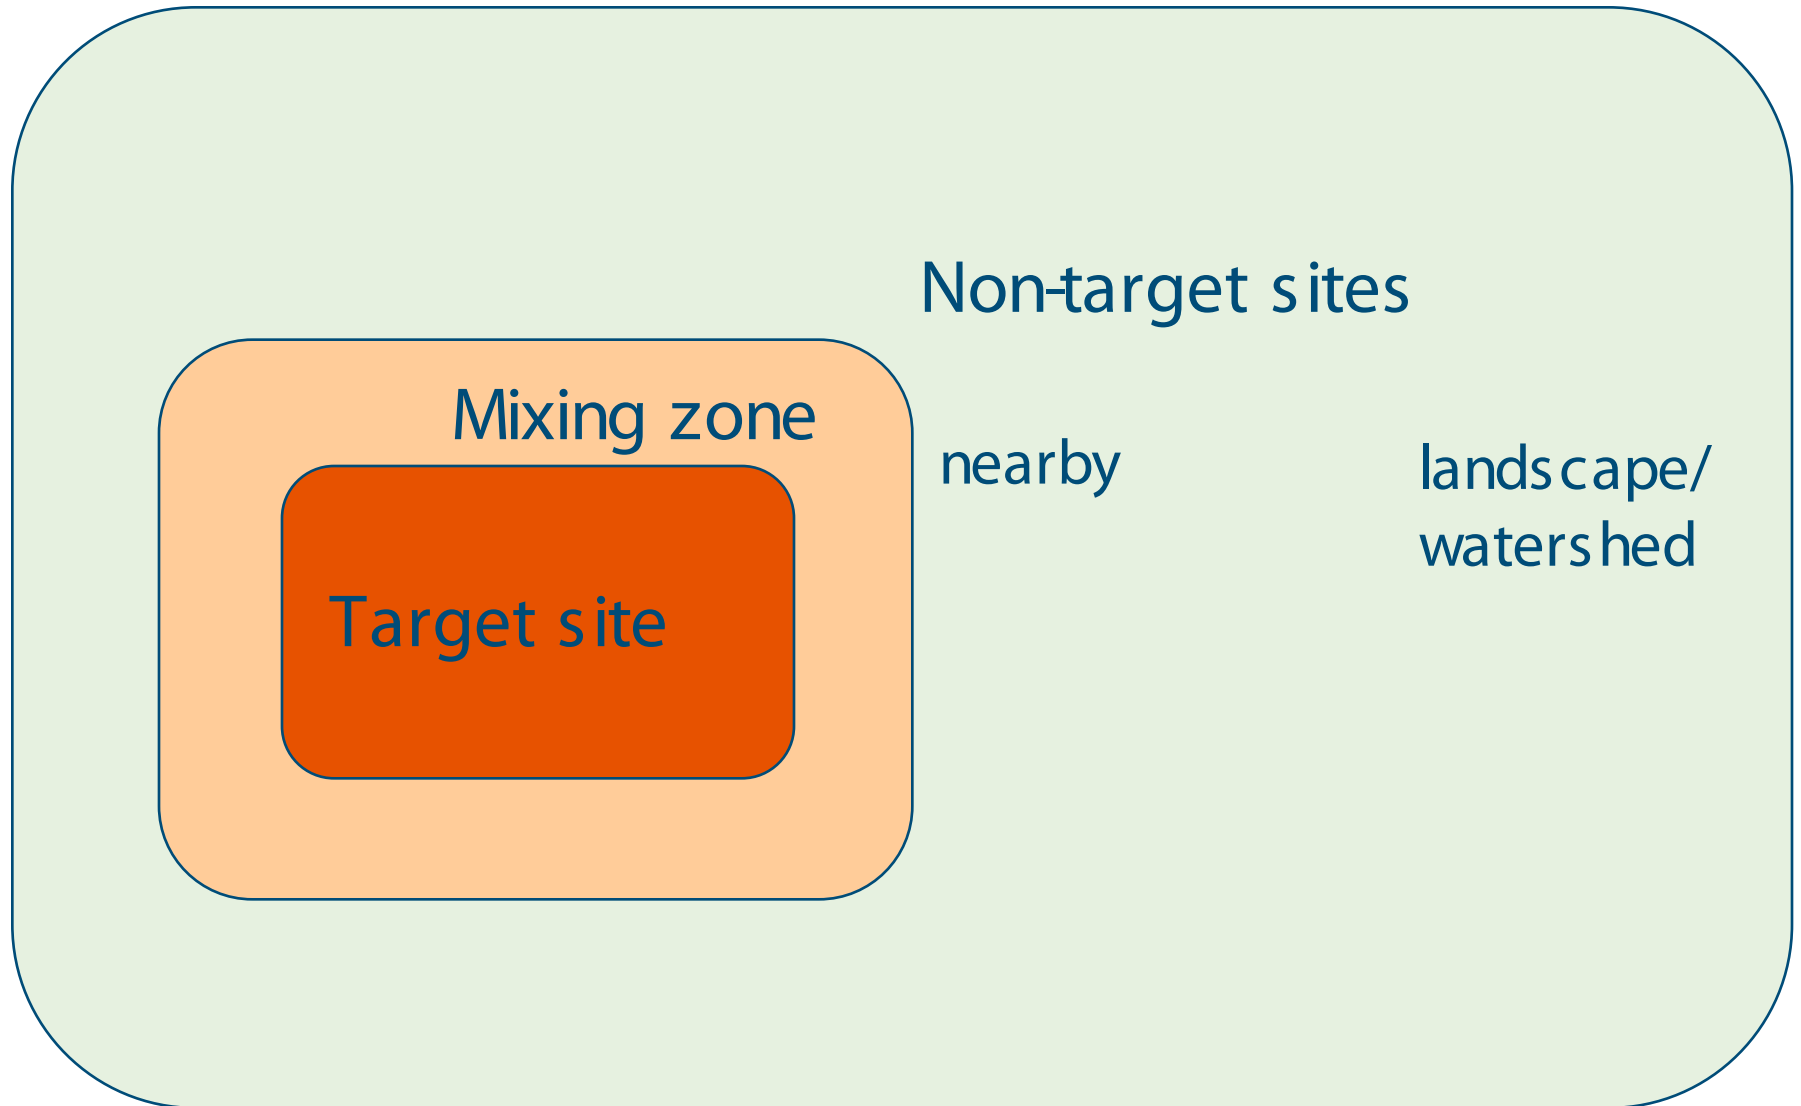 Non-target sites
Mixing zone
nearby
landscape/
watershed
Target site